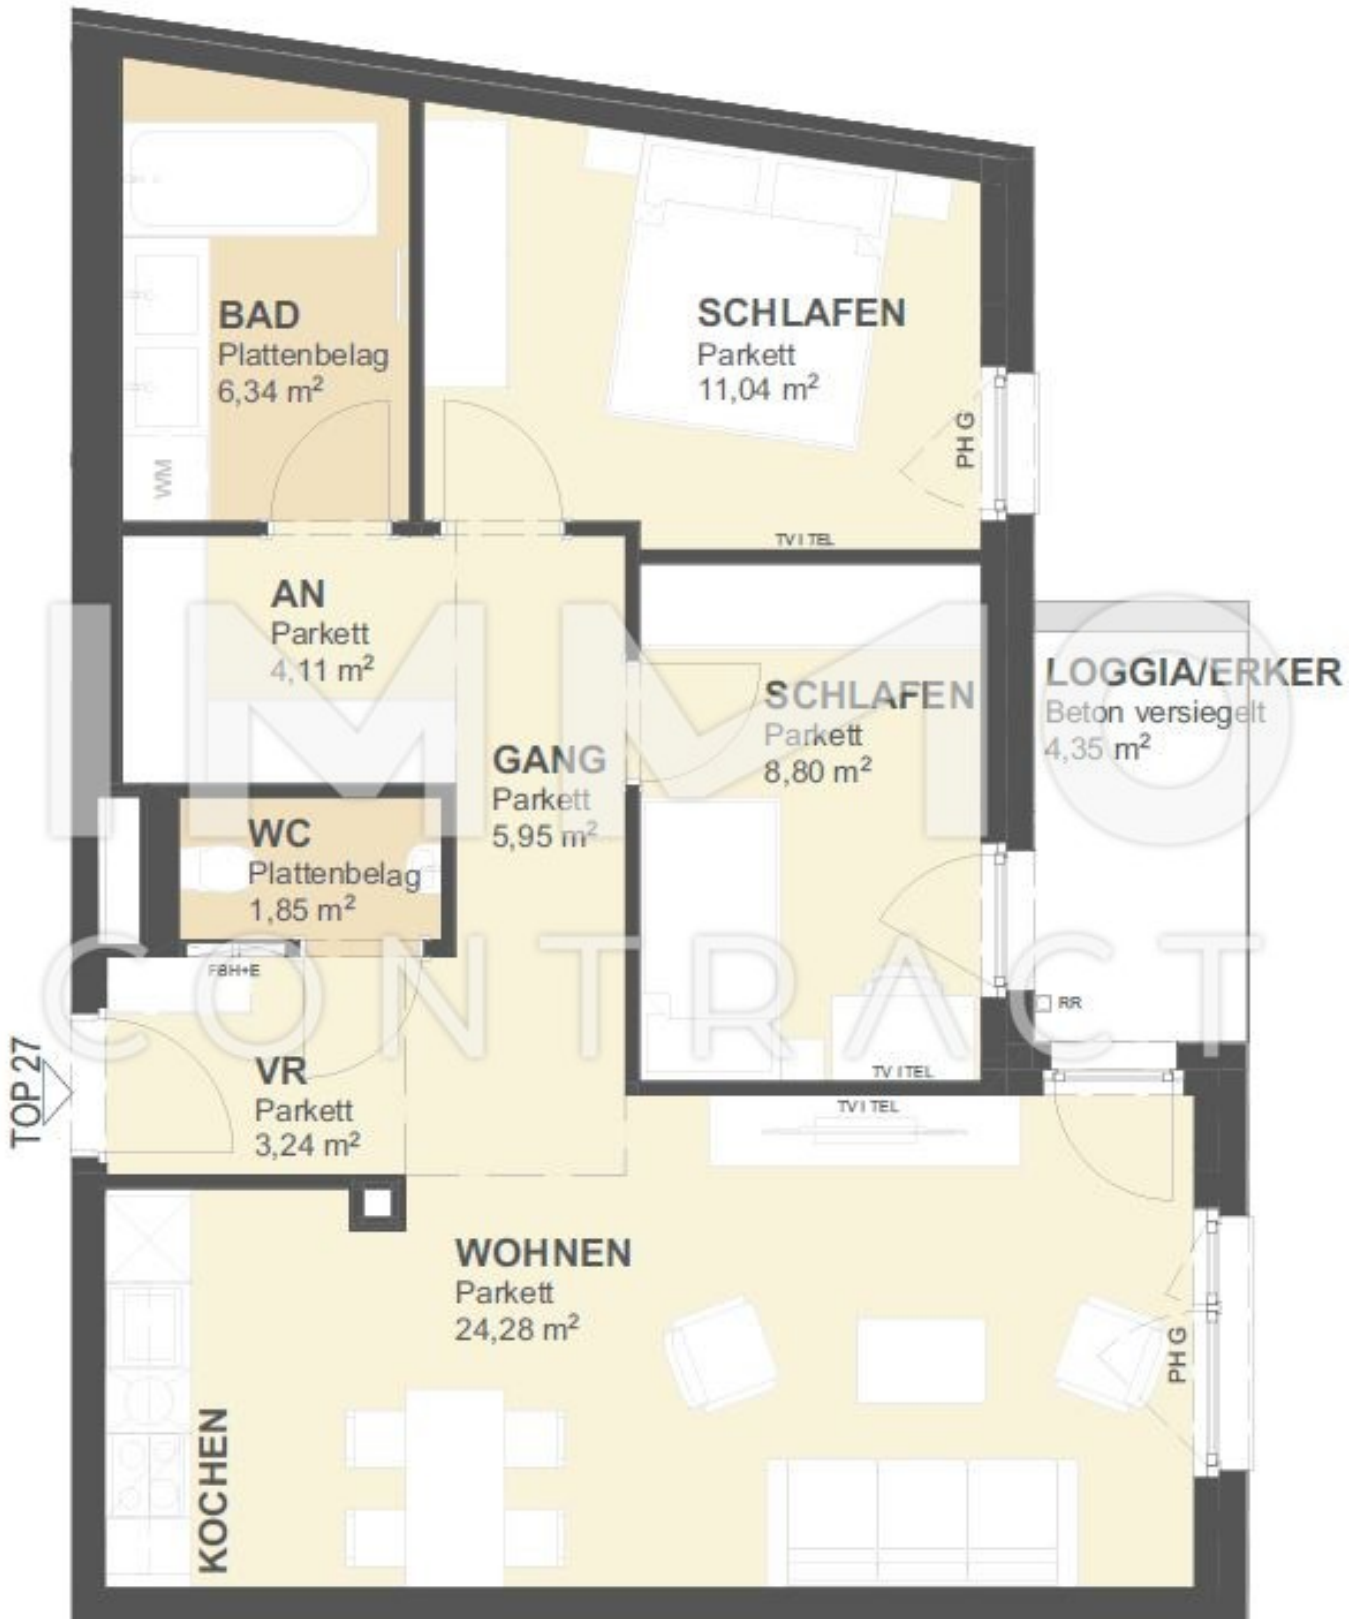 BAD
Plattenbelag
6,34 m²
WM
SCHLAFEN
Parkett
11,04 m²
PH G
TV I TEL
AN
Parkett
4,11 m²
SCHLAFEN
Parkett
8,80 m²
LOGGIA/ERKER
Beton versiegelt
4,35 m²
GANG
Parkett
5,95 m²
WC
Plattenbelag
1,85 m²
FBH+E
RR
TV I TEL
TV I TEL
TOP 27
VR
Parkett
3,24 m²
WOHNEN
Parkett
24,28 m²
PH G
KOCHEN
IMMO
CONTRACT